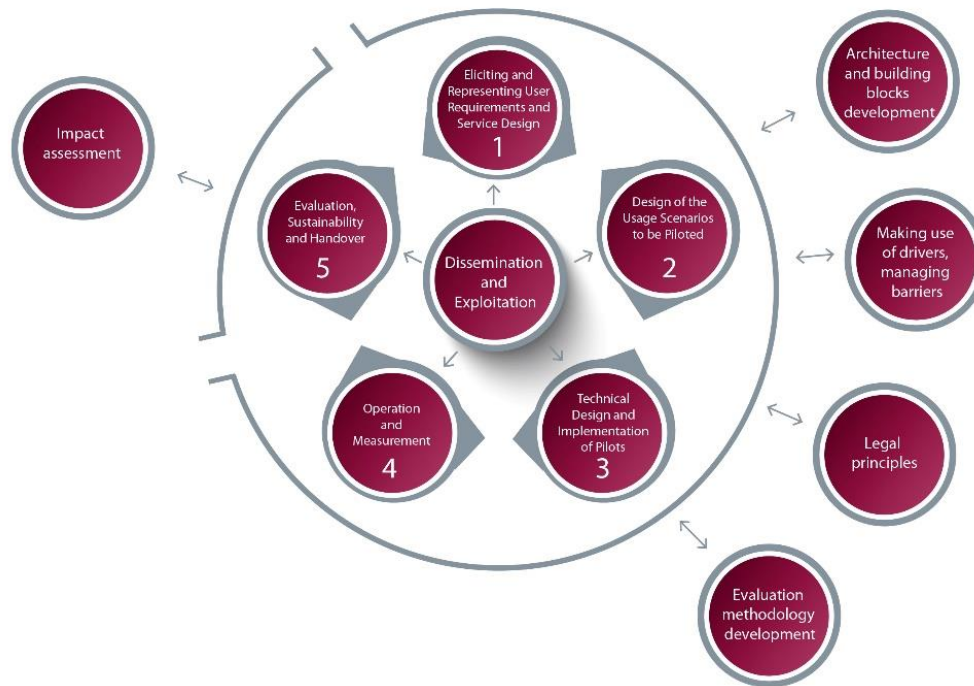 Impact
assessment
Eliciting and
Representing User
Requirements and
Service Design
1
Design of the
Usage Scenarios
to be Piloted
2
Technical
Design and
Implementation
of Pilots
3
Operation
and
Measurement
4
Evaluation,
Sustainability
and Handover
5
Dissemination
and
Exploitation
Architecture
and building
blocks
development
Making use
of drivers,
managing
barriers
Legal
principles
Evaluation
methodology
development